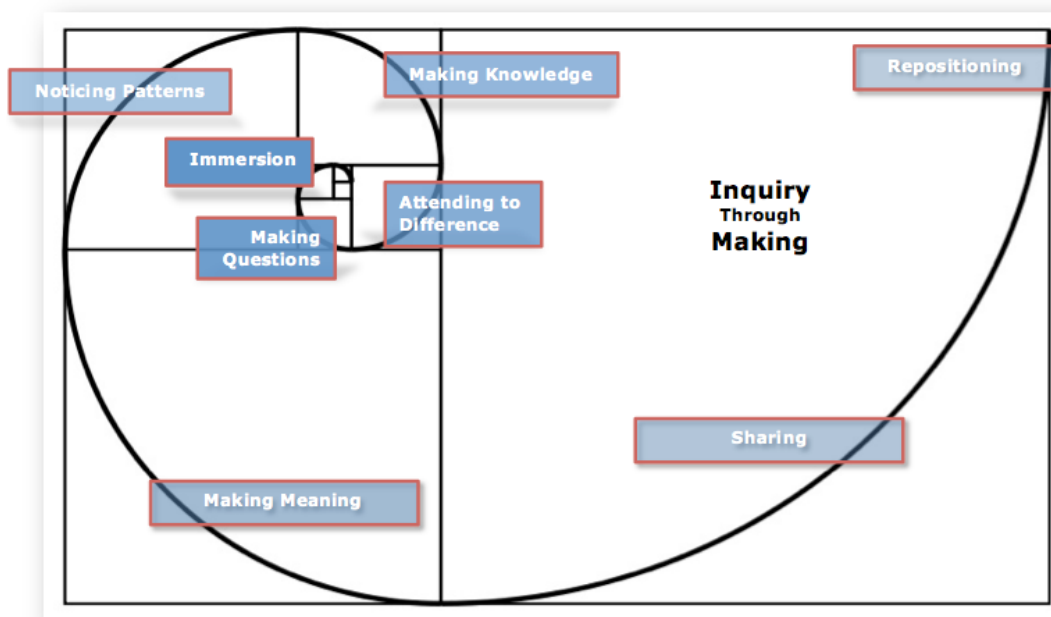 Making Knowledge
Repositioning
Noticing Patterns
Immersion
Attending to
Difference
Inquiry
Through
Making
Making
Questions
Sharing
Making Meaning